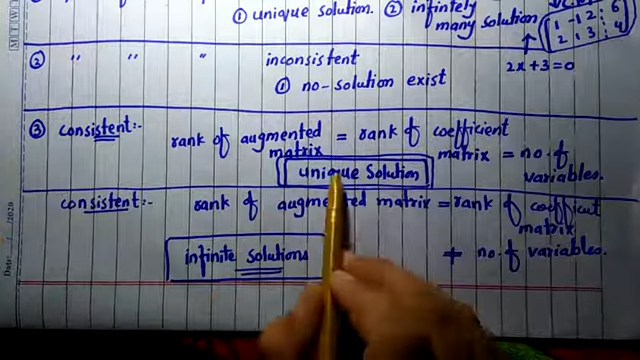 ① unique solution. ② infinitely
many solution
1 -1 2 : 6
2 1 3 : 4
2x+3=0
② " " " inconsistent
① no-solution exist
③ consistent:-
rank of augmented matrix = rank of coefficient matrix = no. of variables.
unique Solution
consistent:- rank of augmented matrix = rank of coefficient matrix
≠ no. of variables.
infinite solutions
Date: /2020